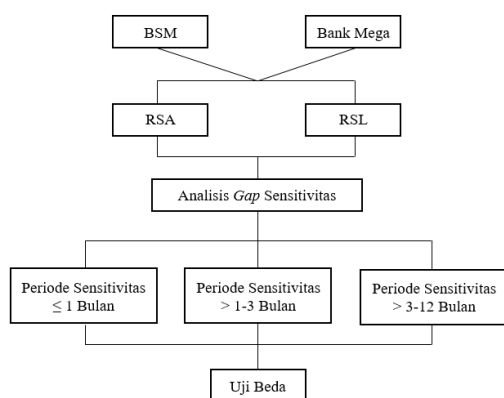 BSM
Bank Mega
RSA
RSL
Analisis Gap Sensitivitas
Periode Sensitivitas
≤ 1 Bulan
Periode Sensitivitas
> 1-3 Bulan
Periode Sensitivitas
> 3-12 Bulan
Uji Beda